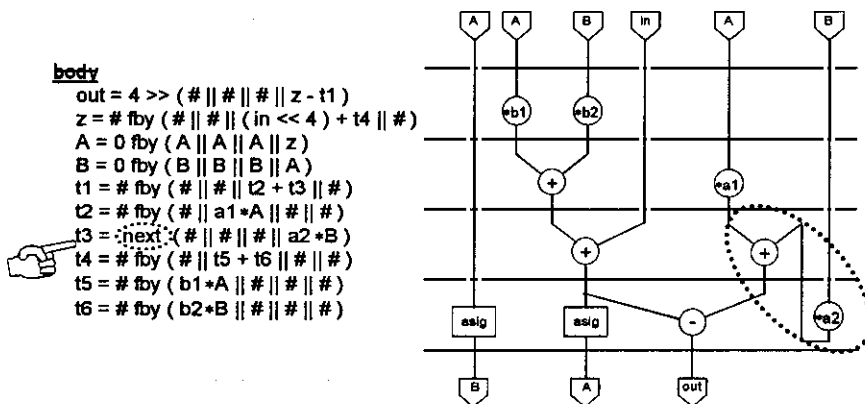 body
out = 4 >> ( # || # || # || z - t1 )
z = # fby ( # || # || ( in << 4 ) + t4 || # )
A = 0 fby ( A || A || A || z )
B = 0 fby ( B || B || B || A )
t1 = # fby ( # || # || t2 + t3 || # )
t2 = # fby ( # || a1*A || # || # )
t3 = next ( # || # || # || a2*B )
t4 = # fby ( # || t5 + t6 || # || # )
t5 = # fby ( b1*A || # || # || # )
t6 = # fby ( b2*B || # || # || # )
A A B in A B
*b1 *b2
+ *a1
+ +
asig asig - *a2
B A out